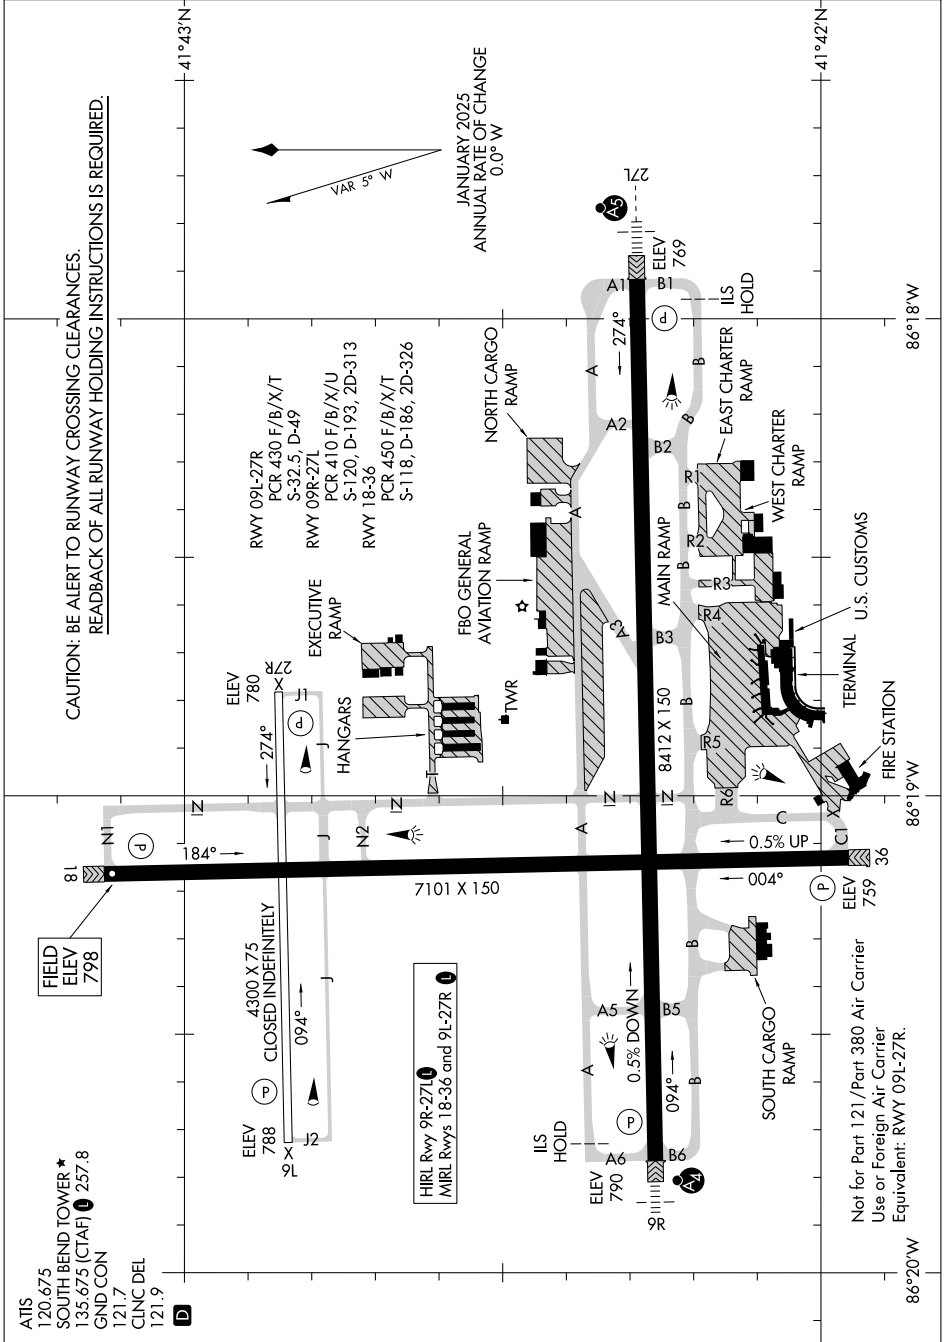 CAUTION: BE ALERT TO RUNWAY CROSSING CLEARANCES.
READBACK OF ALL RUNWAY HOLDING INSTRUCTIONS IS REQUIRED.
ATIS
120.675
SOUTH BEND TOWER ★
135.675 (CTAF) L 257.8
GND CON
121.7
CLNC DEL
121.9
D
41°43'N
41°42'N
86°18'W
86°19'W
86°20'W
VAR 5° W
JANUARY 2025
ANNUAL RATE OF CHANGE
0.0° W
RWY 09L-27R
PCR 430 F/B/X/T
S-32.5, D-49
RWY 09R-27L
PCR 410 F/B/X/U
S-120, D-193, 2D-313
RWY 18-36
PCR 450 F/B/X/T
S-118, D-186, 2D-326
FIELD
ELEV
798
18
N1
P
184°
7101 X 150
N
N2
N
N
N
ELEV
780
X
27R
J1
P
274°
J
J
J
4300 X 75
CLOSED INDEFINITELY
094°
P
ELEV
788
X
9L
J2
HIRL Rwy 9R-27L L
MIRL Rwys 18-36 and 9L-27R L
EXECUTIVE
RAMP
HANGARS
TWR
FBO GENERAL
AVIATION RAMP
NORTH CARGO
RAMP
A
A
A
A
A1
A2
A3
A5
A6
A5
27L
ELEV
769
B1
ILS
HOLD
P
274°
B
B
B
B
B
B
B
B2
B3
B5
B6
8412 X 150
0.5% DOWN
094°
P
ILS
HOLD
ELEV
790
A4
9R
EAST CHARTER
RAMP
WEST CHARTER
RAMP
MAIN RAMP
R1
R2
R3
R4
R5
R6
U.S. CUSTOMS
TERMINAL
FIRE STATION
X
C
C1
0.5% UP
004°
36
P
ELEV
759
SOUTH CARGO
RAMP
Not for Part 121/Part 380 Air Carrier
Use or Foreign Air Carrier
Equivalent: RWY 09L-27R.